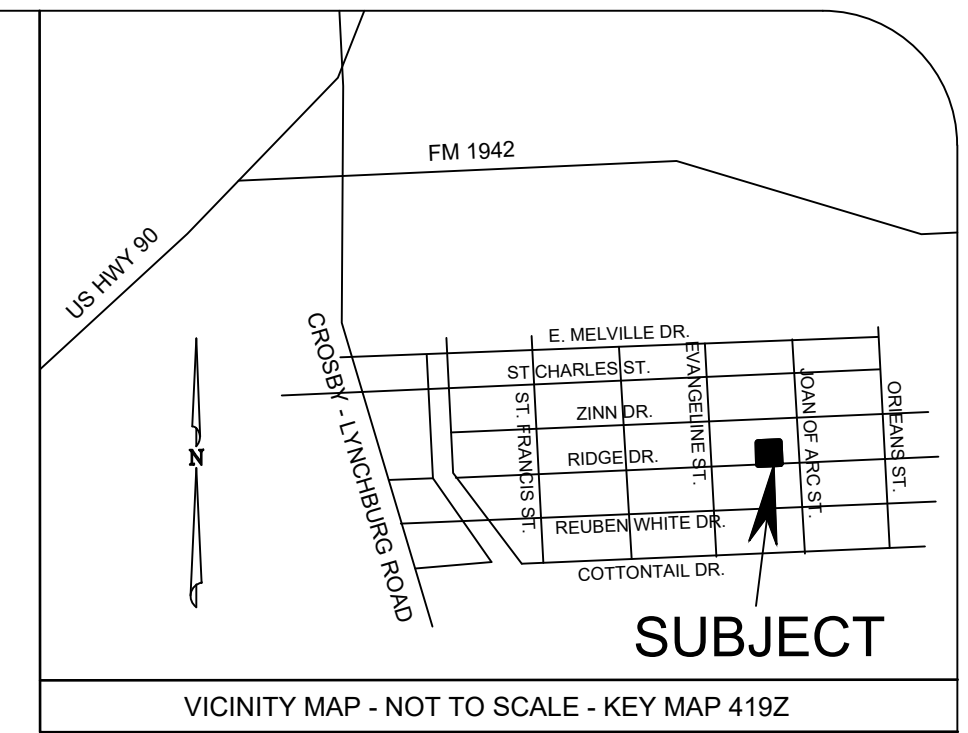 FM 1942
US HWY 90
CROSBY - LYNCHBURG ROAD
E. MELVILLE DR.
ST CHARLES ST.
ZINN DR.
RIDGE DR.
REUBEN WHITE DR.
COTTONTAIL DR.
ST. FRANCIS ST.
EVANGELINE ST.
JOAN OF ARC ST.
ORLEANS ST.
N
SUBJECT
VICINITY MAP - NOT TO SCALE - KEY MAP 419Z